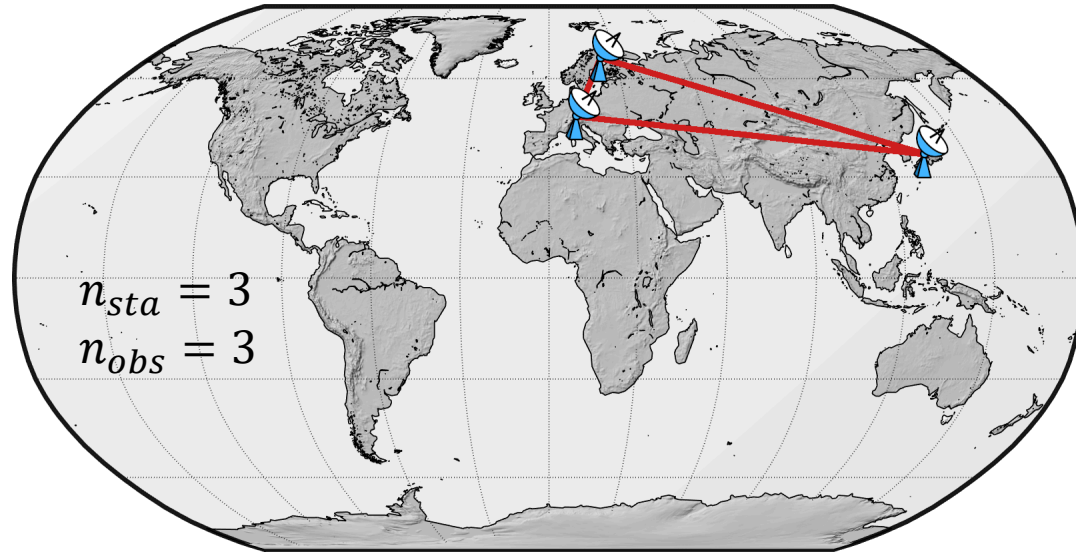 n_sta = 3
n_obs = 3